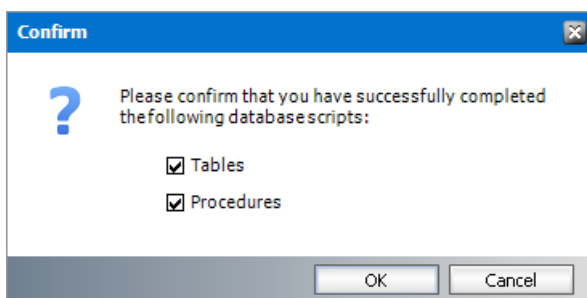 Confirm
Please confirm that you have successfully completed
the following database scripts:
Tables
Procedures
OK
Cancel